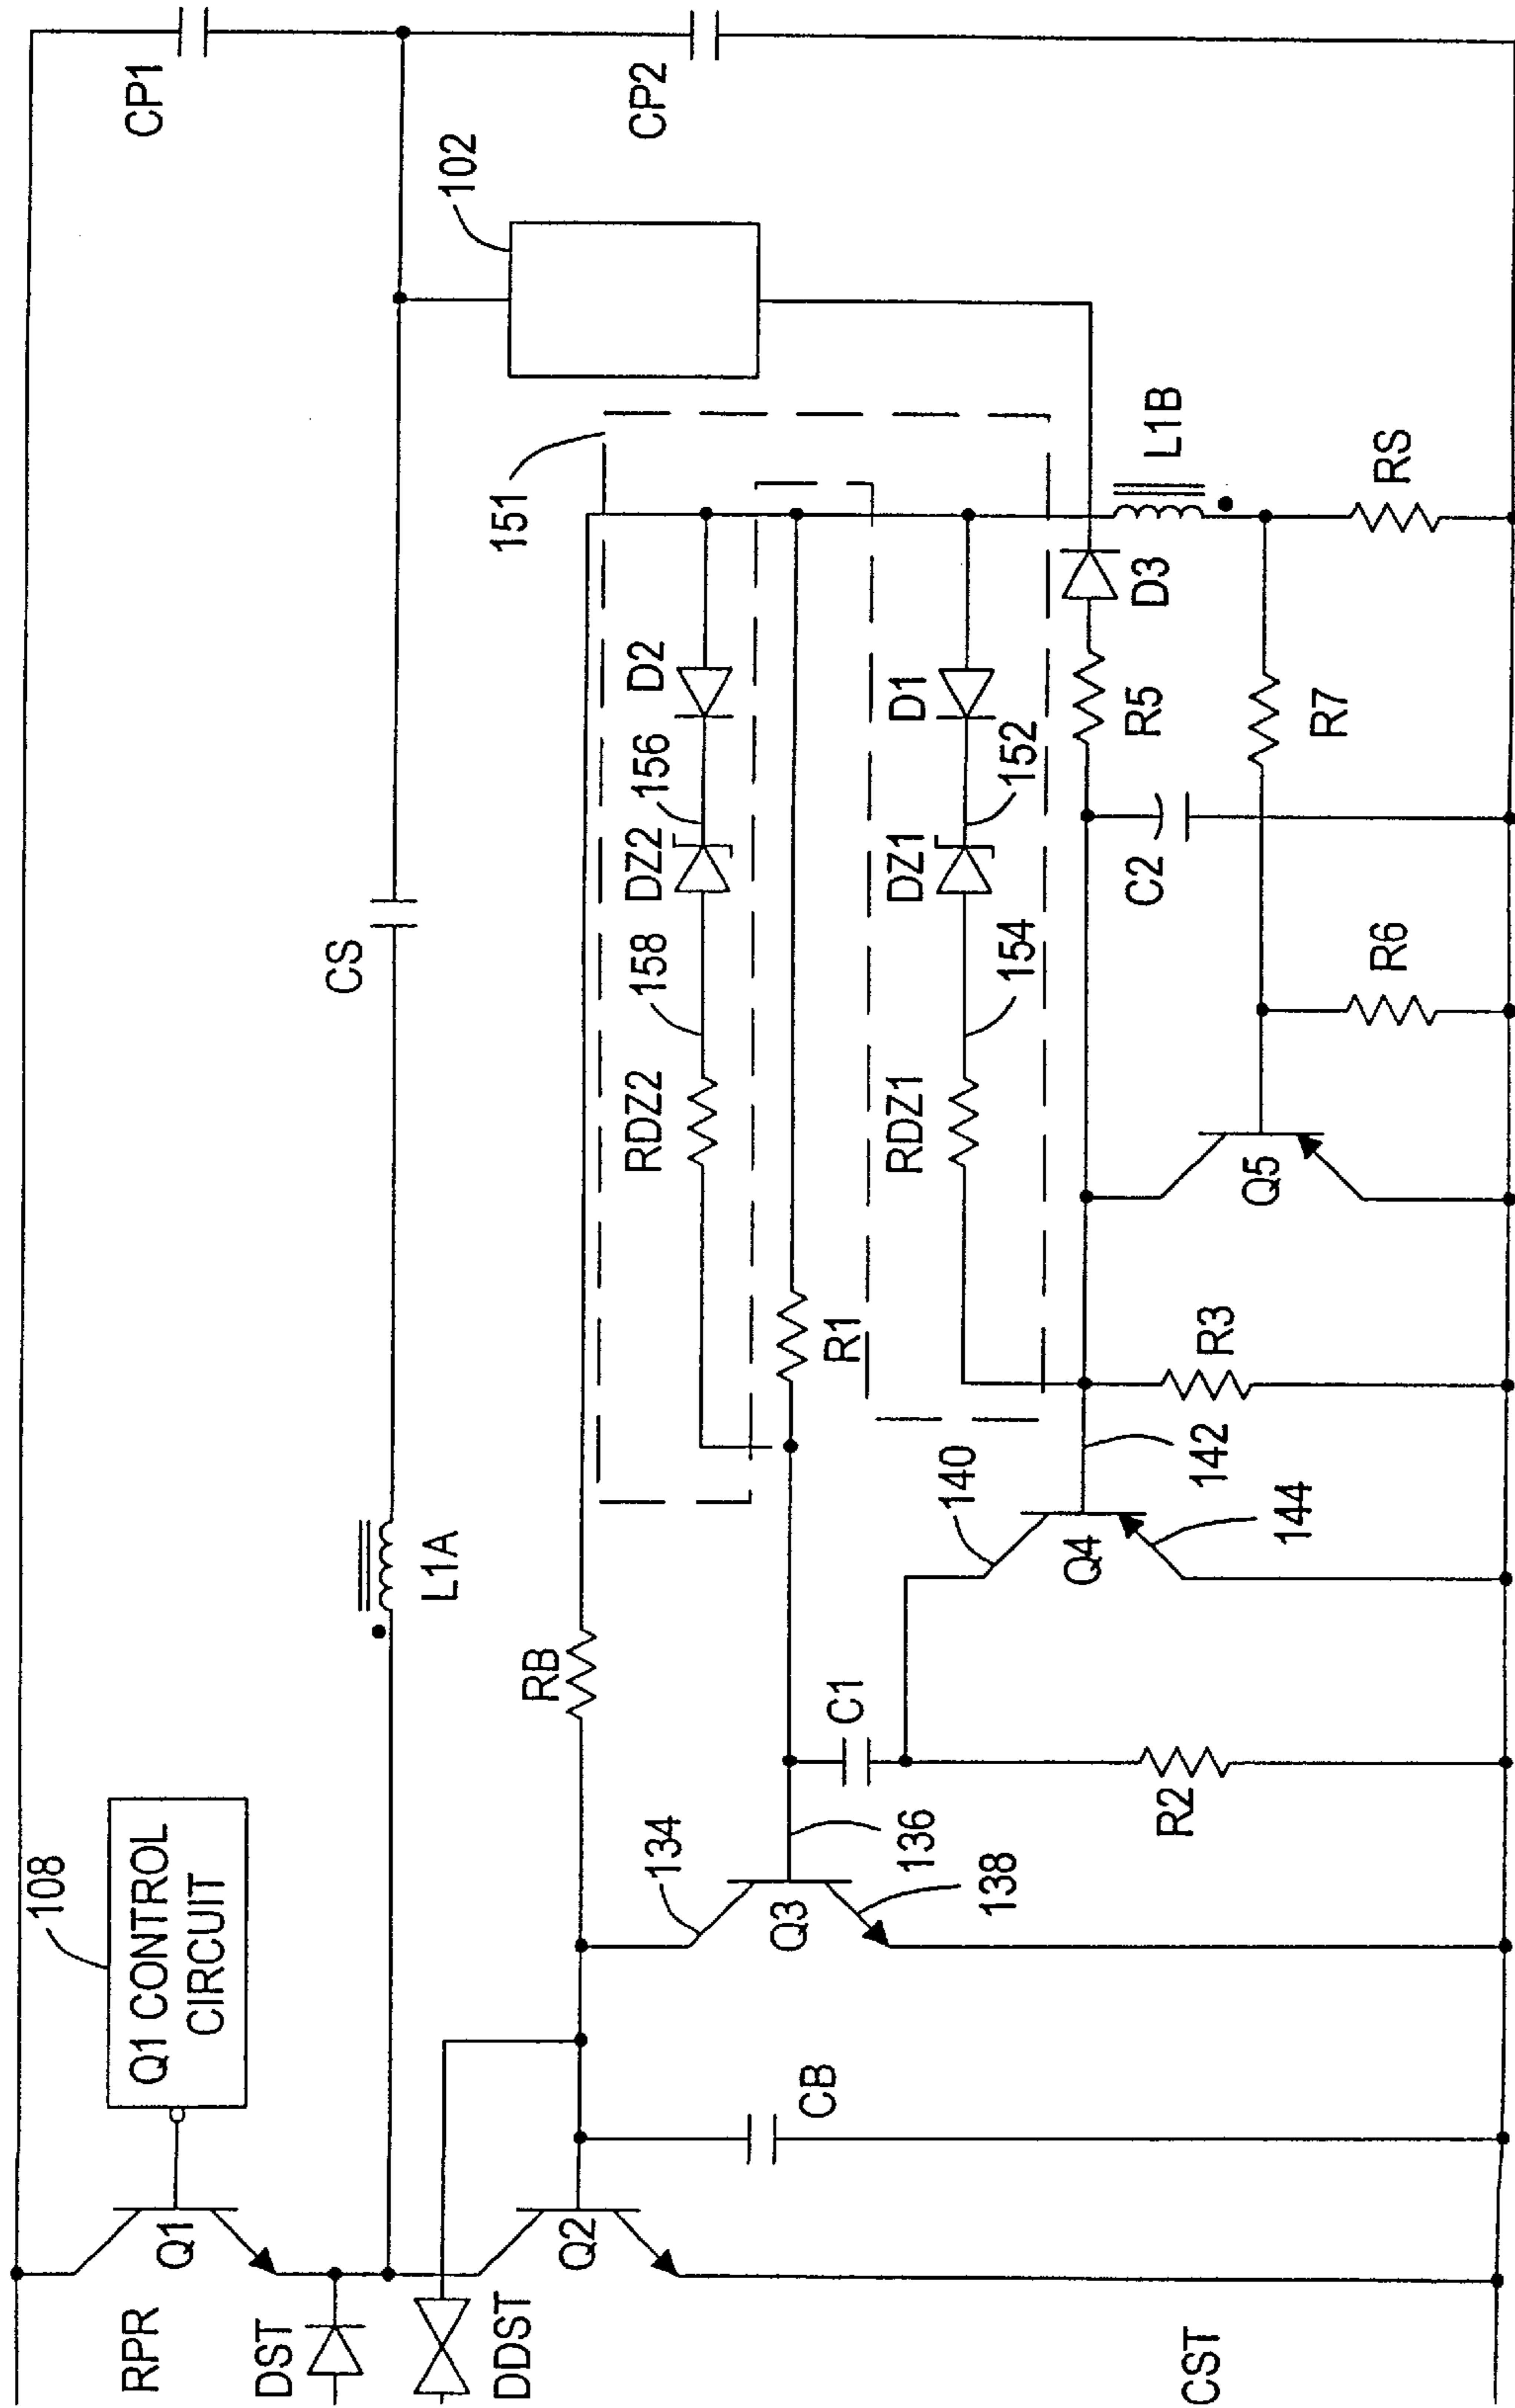 RPR
DST
DDST
CST
Q1
108
Q1 CONTROL
CIRCUIT
Q2
CB
134
Q3
136
138
C1
R2
RB
L1A
CS
140
Q4
142
144
R3
R1
RDZ2
158
DZ2
156
D2
RDZ1
154
DZ1
152
D1
151
Q5
R6
C2
R5
R7
D3
L1B
RS
102
CP1
CP2